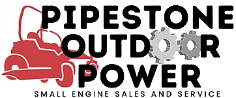 PIPESTONE
OUTDOOR
POWER
SMALL ENGINE SALES AND SERVICE